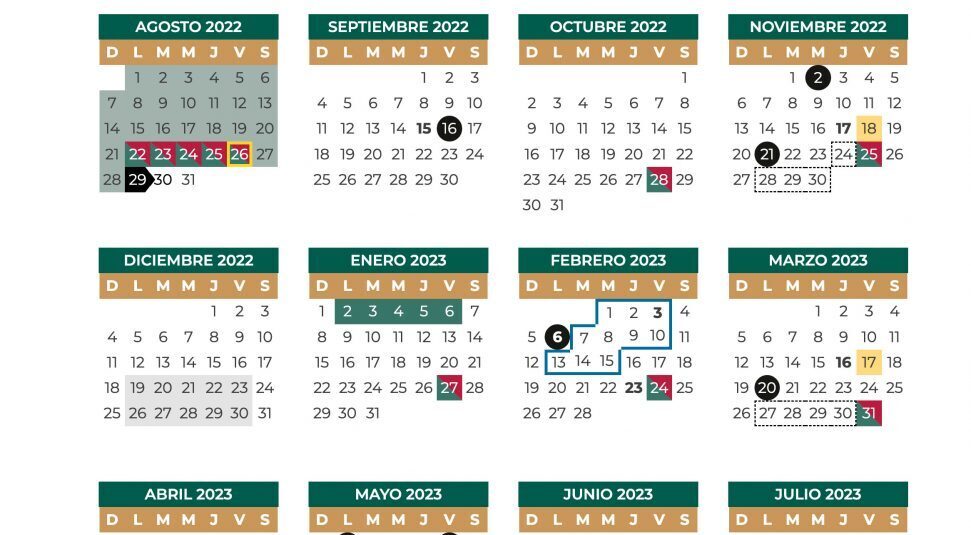 AGOSTO 2022
D L M M J V S
1 2 3 4 5 6
7 8 9 10 11 12 13
14 15 16 17 18 19 20
21 22 23 24 25 26 27
28 29 30 31
SEPTIEMBRE 2022
D L M M J V S
1 2 3
4 5 6 7 8 9 10
11 12 13 14 15 16 17
18 19 20 21 22 23 24
25 26 27 28 29 30
OCTUBRE 2022
D L M M J V S
1
2 3 4 5 6 7 8
9 10 11 12 13 14 15
16 17 18 19 20 21 22
23 24 25 26 27 28 29
30 31
NOVIEMBRE 2022
D L M M J V S
1 2 3 4 5
6 7 8 9 10 11 12
13 14 15 16 17 18 19
20 21 22 23 24 25 26
27 28 29 30
DICIEMBRE 2022
D L M M J V S
1 2 3
4 5 6 7 8 9 10
11 12 13 14 15 16 17
18 19 20 21 22 23 24
25 26 27 28 29 30 31
ENERO 2023
D L M M J V S
1 2 3 4 5 6 7
8 9 10 11 12 13 14
15 16 17 18 19 20 21
22 23 24 25 26 27 28
29 30 31
FEBRERO 2023
D L M M J V S
1 2 3 4
5 6 7 8 9 10 11
12 13 14 15 16 17 18
19 20 21 22 23 24 25
26 27 28
MARZO 2023
D L M M J V S
1 2 3 4
5 6 7 8 9 10 11
12 13 14 15 16 17 18
19 20 21 22 23 24 25
26 27 28 29 30 31
ABRIL 2023
D L M M J V S
MAYO 2023
D L M M J V S
JUNIO 2023
D L M M J V S
JULIO 2023
D L M M J V S